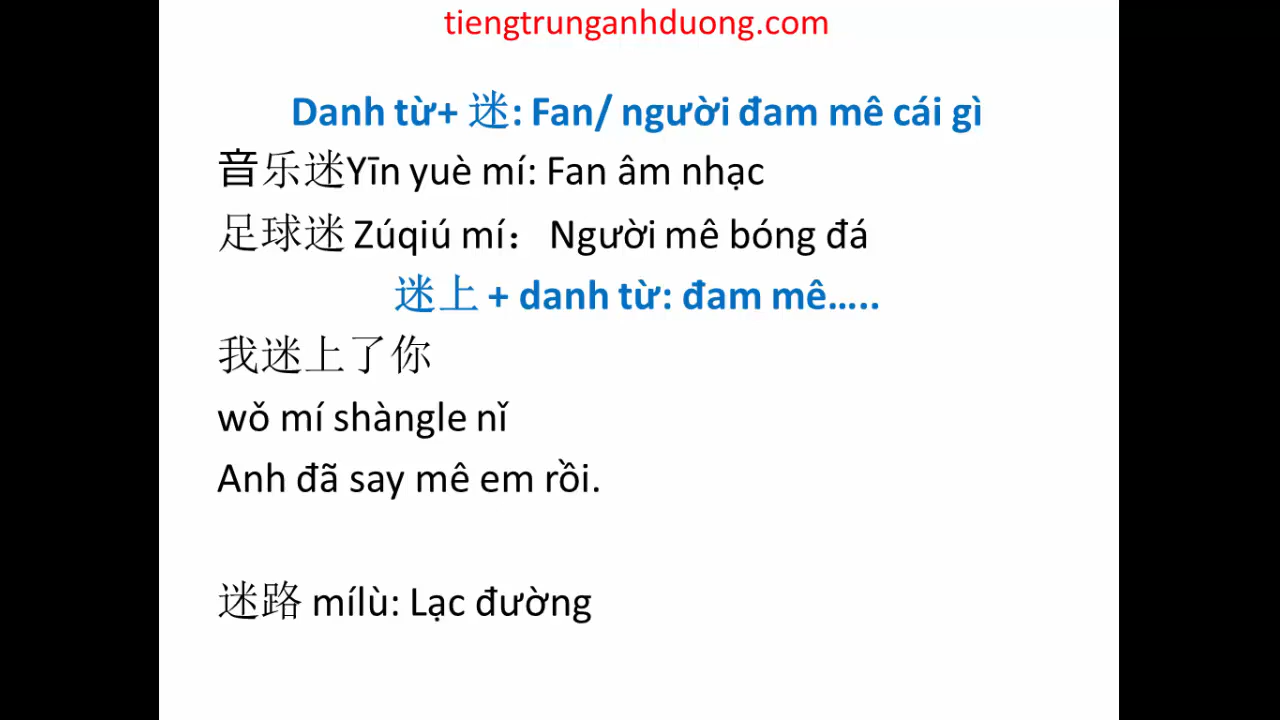 tiengtrunganhduong.com
Danh từ+ 迷: Fan/ người đam mê cái gì
音乐迷Yīn yuè mí: Fan âm nhạc
足球迷 Zúqiú mí： Người mê bóng đá
迷上 + danh từ: đam mê…..
我迷上了你
wǒ mí shàngle nǐ
Anh đã say mê em rồi.
迷路 mílù: Lạc đường